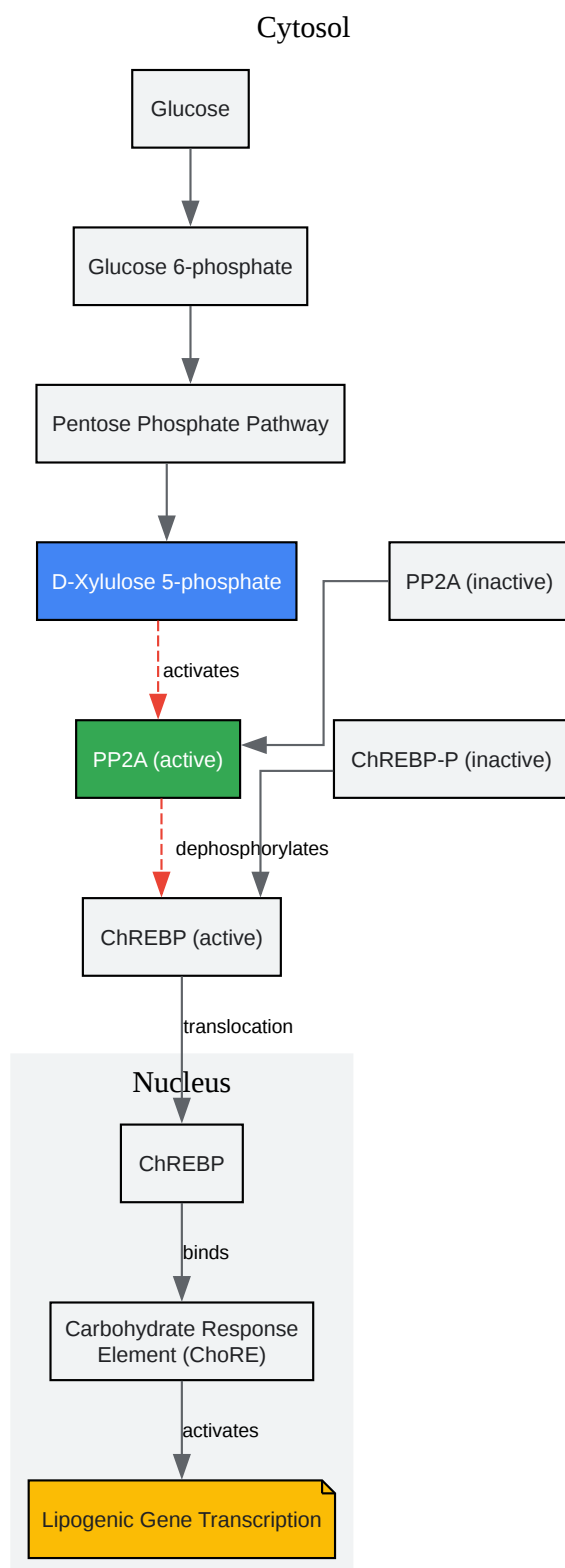 Cytosol
Glucose
Glucose 6-phosphate
Pentose Phosphate Pathway
D-Xylulose 5-phosphate
PP2A (inactive)
activates
PP2A (active)
ChREBP-P (inactive)
dephosphorylates
ChREBP (active)
translocation
Nucleus
ChREBP
binds
Carbohydrate Response
Element (ChoRE)
activates
Lipogenic Gene Transcription